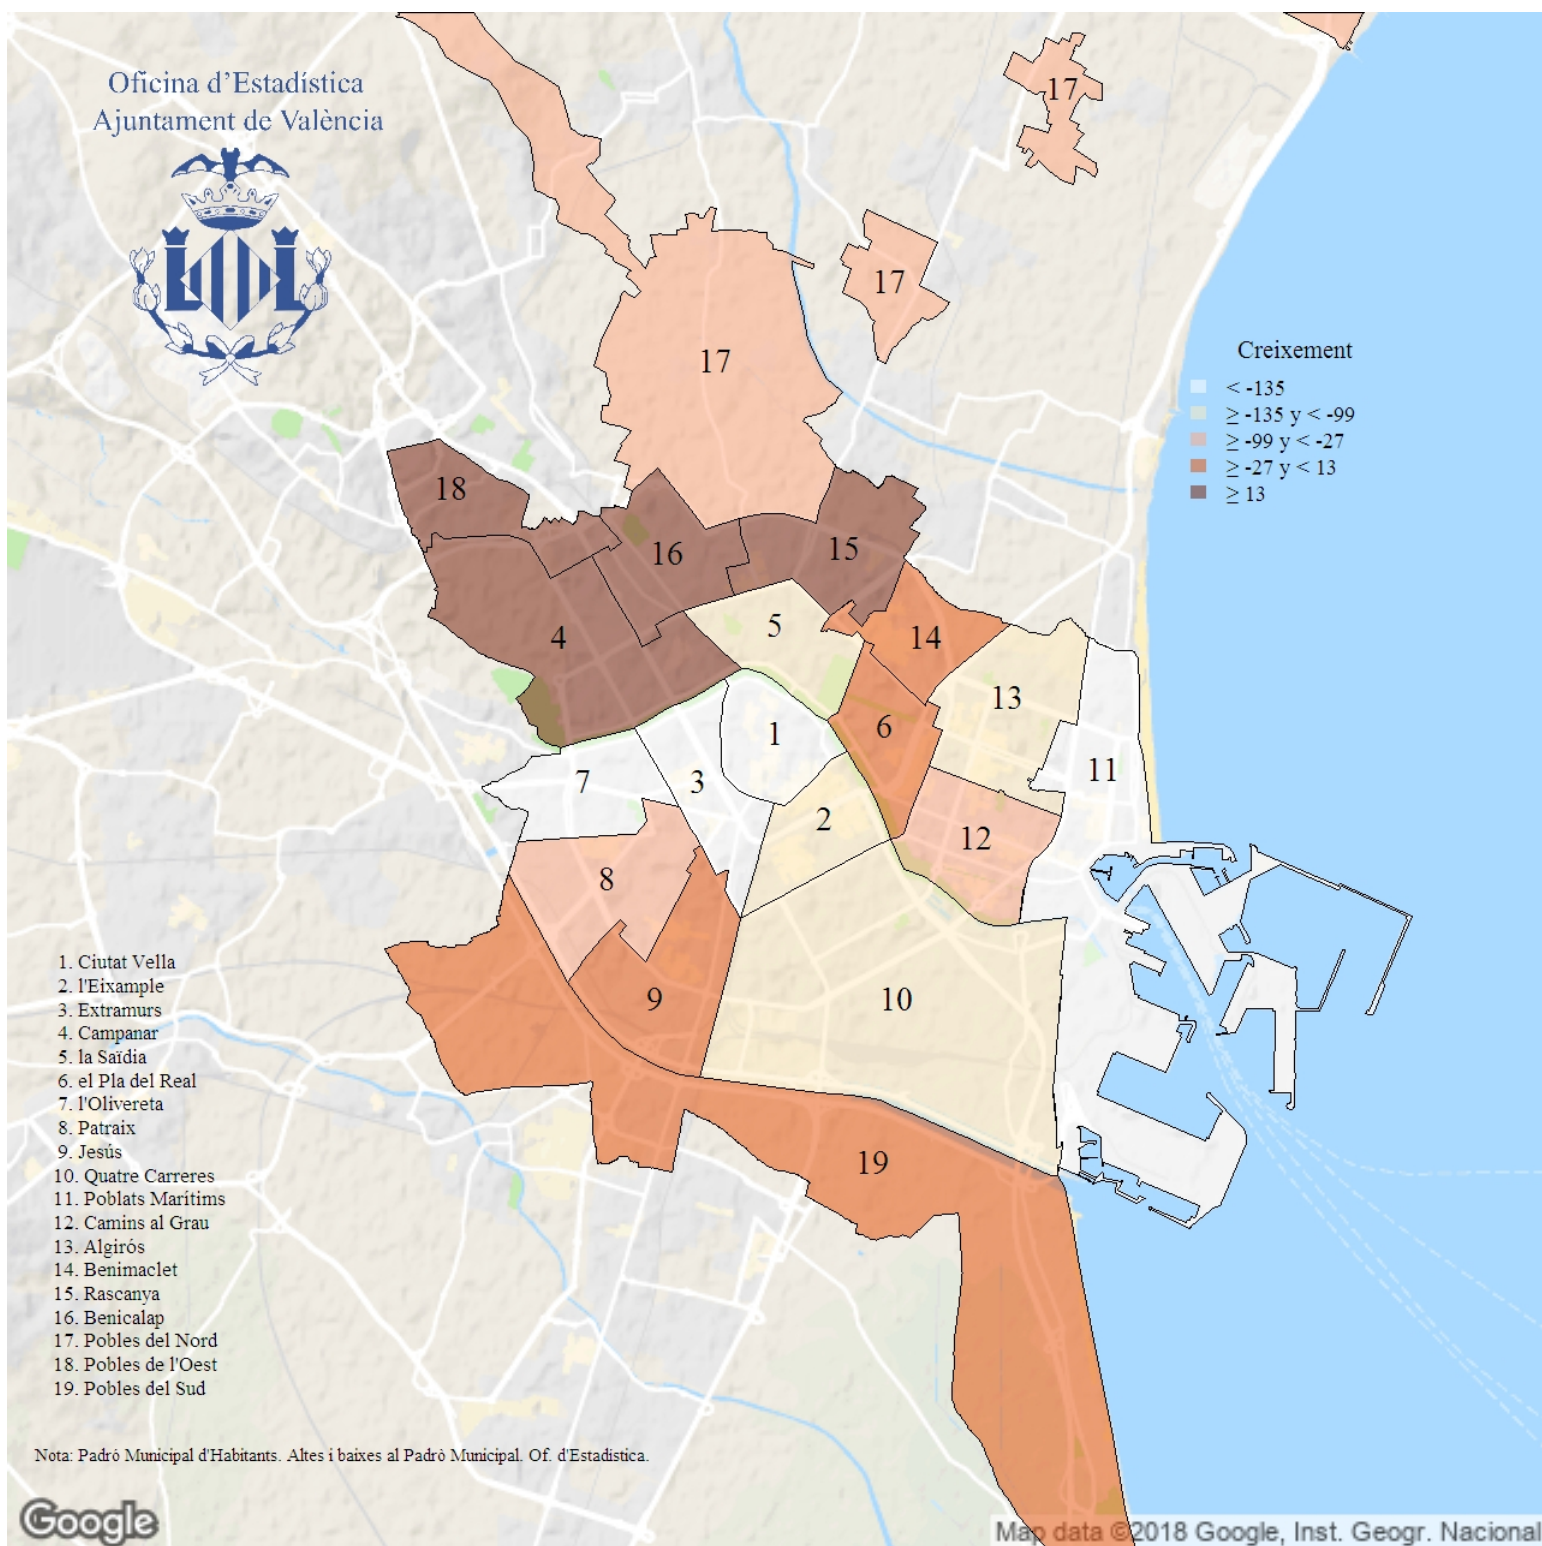 Oficina d'Estadística
Ajuntament de València
17
17
17
Creixement
< -135
≥ -135 y < -99
≥ -99 y < -27
≥ -27 y < 13
≥ 13
18
16
15
4
5
14
13
6
1
11
7
3
2
12
8
9
10
19
1. Ciutat Vella
2. l'Eixample
3. Extramurs
4. Campanar
5. la Saïdia
6. el Pla del Real
7. l'Olivereta
8. Patraix
9. Jesús
10. Quatre Carreres
11. Poblats Marítims
12. Camins al Grau
13. Algirós
14. Benimaclet
15. Rascanya
16. Benicalap
17. Pobles del Nord
18. Pobles de l'Oest
19. Pobles del Sud
Nota: Padró Municipal d'Habitants. Altes i baixes al Padró Municipal. Of. d'Estadística.
Google
Map data ©2018 Google, Inst. Geogr. Nacional